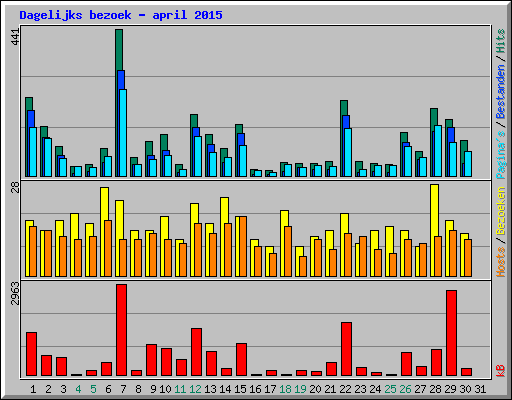 Dagelijks bezoek - april 2015
441
28
2963
Hosts / Bezoeken Pagina's / Bestanden / Hits
kB
1 2 3 4 5 6 7 8 9 10 11 12 13 14 15 16 17 18 19 20 21 22 23 24 25 26 27 28 29 30 31